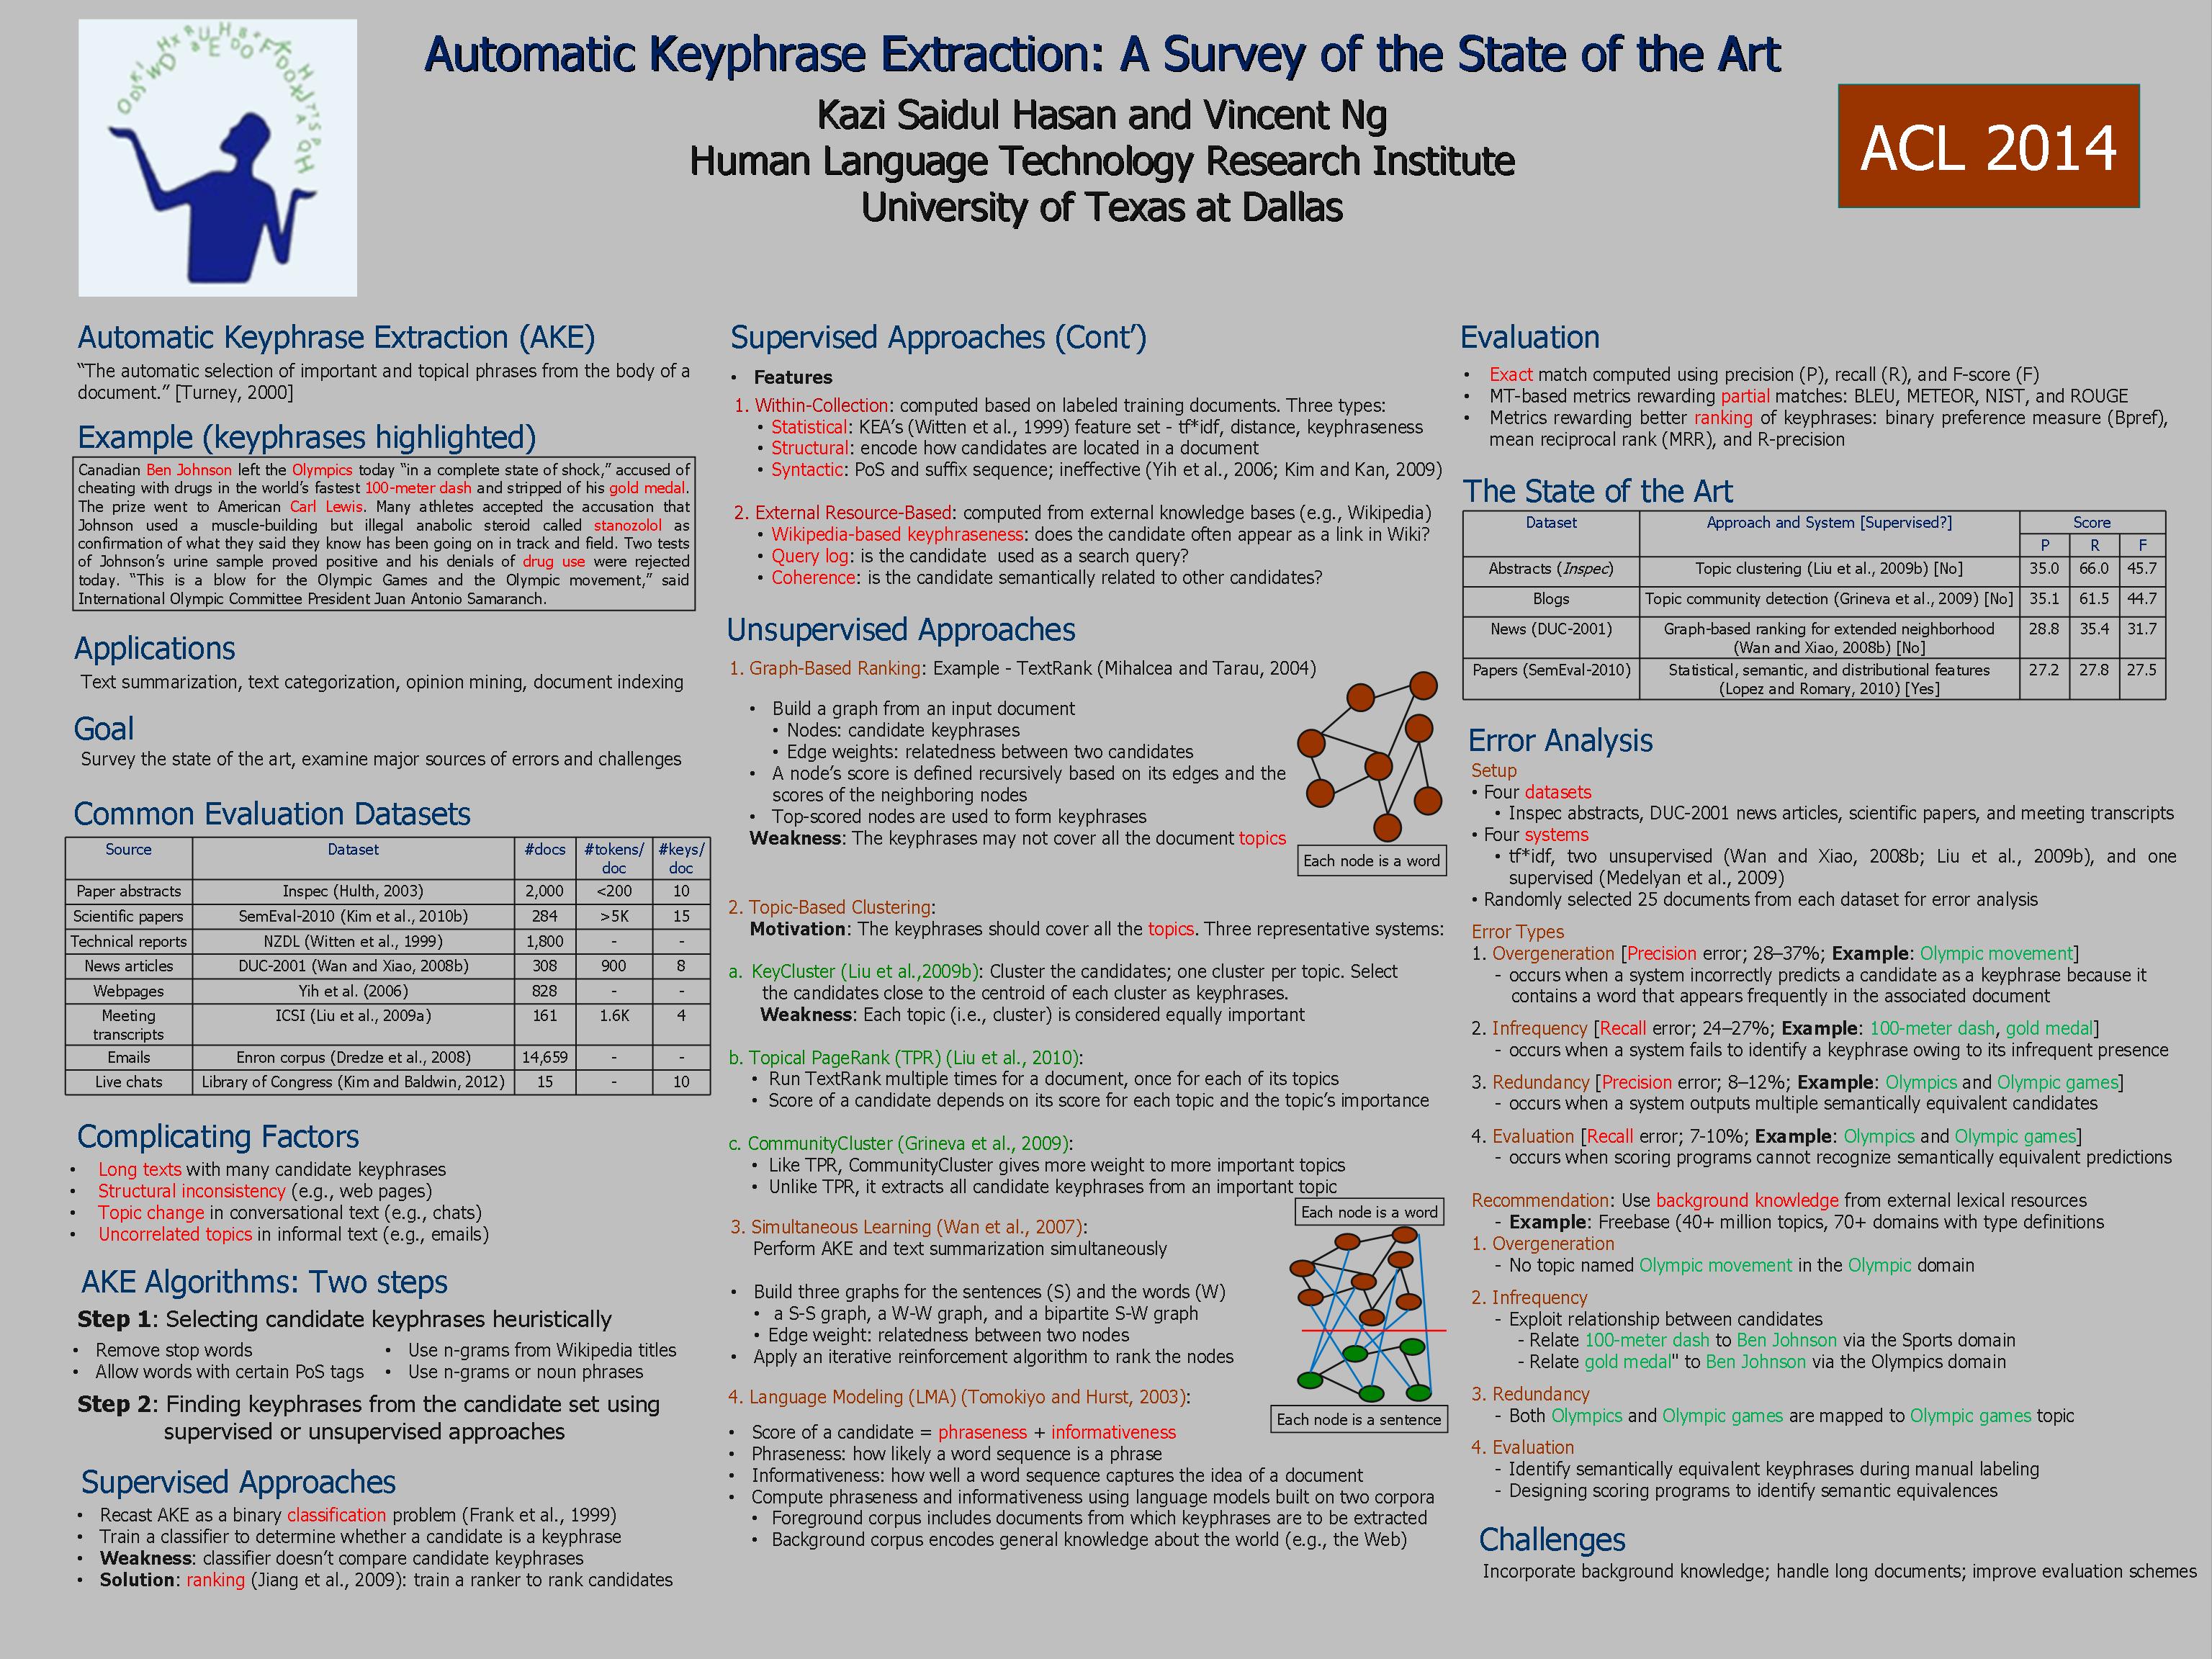 Automatic Keyphrase Extraction: A Survey of the State of the Art
Kazi Saidul Hasan and Vincent Ng
Human Language Technology Research Institute
University of Texas at Dallas
ACL 2014
Automatic Keyphrase Extraction (AKE)
“The automatic selection of important and topical phrases from the body of a
document.” [Turney, 2000]
Example (keyphrases highlighted)
Canadian Ben Johnson left the Olympics today “in a complete state of shock,” accused of
cheating with drugs in the world’s fastest 100-meter dash and stripped of his gold medal.
The prize went to American Carl Lewis. Many athletes accepted the accusation that
Johnson used a muscle-building but illegal anabolic steroid called stanozolol as
confirmation of what they said they know has been going on in track and field. Two tests
of Johnson’s urine sample proved positive and his denials of drug use were rejected
today. “This is a blow for the Olympic Games and the Olympic movement,” said
International Olympic Committee President Juan Antonio Samaranch.
Applications
Text summarization, text categorization, opinion mining, document indexing
Goal
Survey the state of the art, examine major sources of errors and challenges
Common Evaluation Datasets
Source Dataset #docs #tokens/ doc #keys/ doc
Paper abstracts Inspec (Hulth, 2003) 2,000 <200 10
Scientific papers SemEval-2010 (Kim et al., 2010b) 284 >5K 15
Technical reports NZDL (Witten et al., 1999) 1,800 - -
News articles DUC-2001 (Wan and Xiao, 2008b) 308 900 8
Webpages Yih et al. (2006) 828 - -
Meeting transcripts ICSI (Liu et al., 2009a) 161 1.6K 4
Emails Enron corpus (Dredze et al., 2008) 14,659 - -
Live chats Library of Congress (Kim and Baldwin, 2012) 15 - 10
Complicating Factors
• Long texts with many candidate keyphrases
• Structural inconsistency (e.g., web pages)
• Topic change in conversational text (e.g., chats)
• Uncorrelated topics in informal text (e.g., emails)
AKE Algorithms: Two steps
Step 1: Selecting candidate keyphrases heuristically
• Remove stop words • Use n-grams from Wikipedia titles
• Allow words with certain PoS tags • Use n-grams or noun phrases
Step 2: Finding keyphrases from the candidate set using
supervised or unsupervised approaches
Supervised Approaches
• Recast AKE as a binary classification problem (Frank et al., 1999)
• Train a classifier to determine whether a candidate is a keyphrase
• Weakness: classifier doesn’t compare candidate keyphrases
• Solution: ranking (Jiang et al., 2009): train a ranker to rank candidates
Supervised Approaches (Cont’)
• Features
1. Within-Collection: computed based on labeled training documents. Three types:
• Statistical: KEA’s (Witten et al., 1999) feature set - tf*idf, distance, keyphraseness
• Structural: encode how candidates are located in a document
• Syntactic: PoS and suffix sequence; ineffective (Yih et al., 2006; Kim and Kan, 2009)
2. External Resource-Based: computed from external knowledge bases (e.g., Wikipedia)
• Wikipedia-based keyphraseness: does the candidate often appear as a link in Wiki?
• Query log: is the candidate used as a search query?
• Coherence: is the candidate semantically related to other candidates?
Unsupervised Approaches
1. Graph-Based Ranking: Example - TextRank (Mihalcea and Tarau, 2004)
• Build a graph from an input document
• Nodes: candidate keyphrases
• Edge weights: relatedness between two candidates
• A node’s score is defined recursively based on its edges and the
scores of the neighboring nodes
• Top-scored nodes are used to form keyphrases
Weakness: The keyphrases may not cover all the document topics
Each node is a word
2. Topic-Based Clustering:
Motivation: The keyphrases should cover all the topics. Three representative systems:
a. KeyCluster (Liu et al.,2009b): Cluster the candidates; one cluster per topic. Select
the candidates close to the centroid of each cluster as keyphrases.
Weakness: Each topic (i.e., cluster) is considered equally important
b. Topical PageRank (TPR) (Liu et al., 2010):
• Run TextRank multiple times for a document, once for each of its topics
• Score of a candidate depends on its score for each topic and the topic’s importance
c. CommunityCluster (Grineva et al., 2009):
• Like TPR, CommunityCluster gives more weight to more important topics
• Unlike TPR, it extracts all candidate keyphrases from an important topic
Each node is a word
3. Simultaneous Learning (Wan et al., 2007):
Perform AKE and text summarization simultaneously
• Build three graphs for the sentences (S) and the words (W)
• a S-S graph, a W-W graph, and a bipartite S-W graph
• Edge weight: relatedness between two nodes
• Apply an iterative reinforcement algorithm to rank the nodes
Each node is a sentence
4. Language Modeling (LMA) (Tomokiyo and Hurst, 2003):
• Score of a candidate = phraseness + informativeness
• Phraseness: how likely a word sequence is a phrase
• Informativeness: how well a word sequence captures the idea of a document
• Compute phraseness and informativeness using language models built on two corpora
• Foreground corpus includes documents from which keyphrases are to be extracted
• Background corpus encodes general knowledge about the world (e.g., the Web)
Evaluation
• Exact match computed using precision (P), recall (R), and F-score (F)
• MT-based metrics rewarding partial matches: BLEU, METEOR, NIST, and ROUGE
• Metrics rewarding better ranking of keyphrases: binary preference measure (Bpref),
mean reciprocal rank (MRR), and R-precision
The State of the Art
Dataset Approach and System [Supervised?] Score
P R F
Abstracts (Inspec) Topic clustering (Liu et al., 2009b) [No] 35.0 66.0 45.7
Blogs Topic community detection (Grineva et al., 2009) [No] 35.1 61.5 44.7
News (DUC-2001) Graph-based ranking for extended neighborhood (Wan and Xiao, 2008b) [No] 28.8 35.4 31.7
Papers (SemEval-2010) Statistical, semantic, and distributional features (Lopez and Romary, 2010) [Yes] 27.2 27.8 27.5
Error Analysis
Setup
• Four datasets
• Inspec abstracts, DUC-2001 news articles, scientific papers, and meeting transcripts
• Four systems
• tf*idf, two unsupervised (Wan and Xiao, 2008b; Liu et al., 2009b), and one
supervised (Medelyan et al., 2009)
• Randomly selected 25 documents from each dataset for error analysis
Error Types
1. Overgeneration [Precision error; 28–37%; Example: Olympic movement]
- occurs when a system incorrectly predicts a candidate as a keyphrase because it
contains a word that appears frequently in the associated document
2. Infrequency [Recall error; 24–27%; Example: 100-meter dash, gold medal]
- occurs when a system fails to identify a keyphrase owing to its infrequent presence
3. Redundancy [Precision error; 8–12%; Example: Olympics and Olympic games]
- occurs when a system outputs multiple semantically equivalent candidates
4. Evaluation [Recall error; 7-10%; Example: Olympics and Olympic games]
- occurs when scoring programs cannot recognize semantically equivalent predictions
Recommendation: Use background knowledge from external lexical resources
- Example: Freebase (40+ million topics, 70+ domains with type definitions
1. Overgeneration
- No topic named Olympic movement in the Olympic domain
2. Infrequency
- Exploit relationship between candidates
- Relate 100-meter dash to Ben Johnson via the Sports domain
- Relate gold medal" to Ben Johnson via the Olympics domain
3. Redundancy
- Both Olympics and Olympic games are mapped to Olympic games topic
4. Evaluation
- Identify semantically equivalent keyphrases during manual labeling
- Designing scoring programs to identify semantic equivalences
Challenges
Incorporate background knowledge; handle long documents; improve evaluation schemes